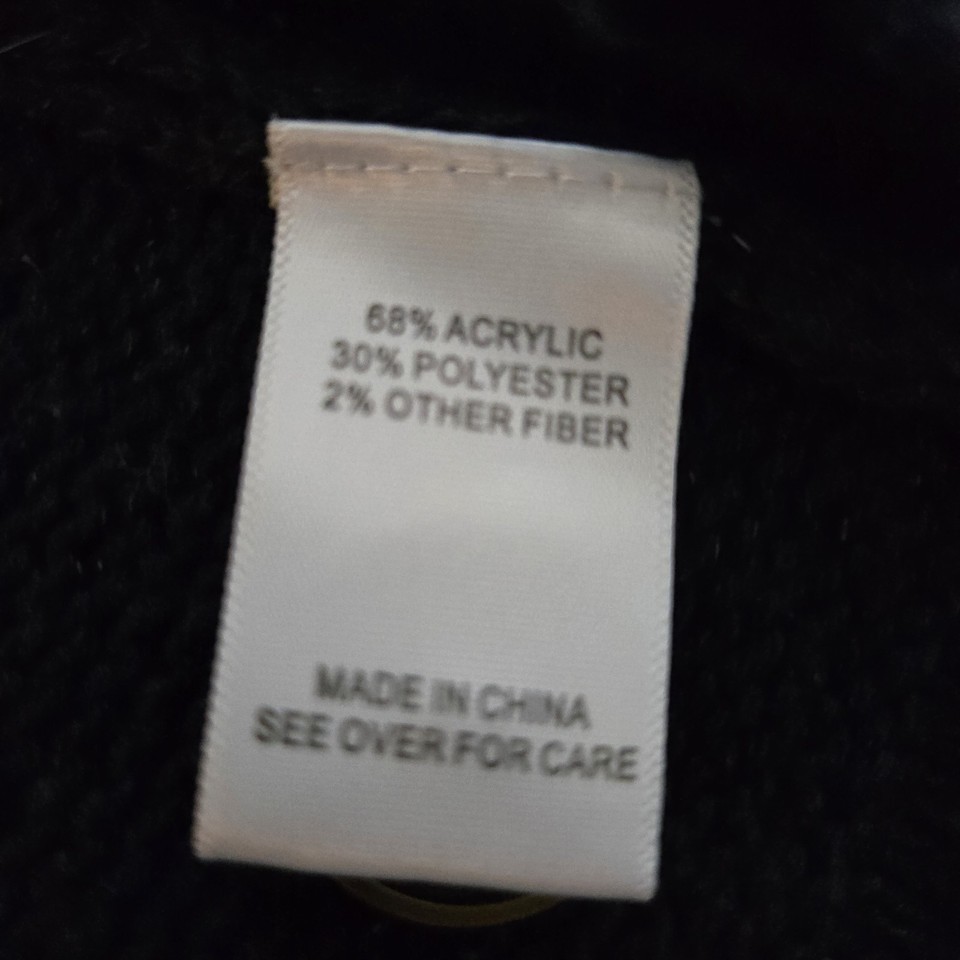 68% ACRYLIC
30% POLYESTER
2% OTHER FIBER
MADE IN CHINA
SEE OVER FOR CARE